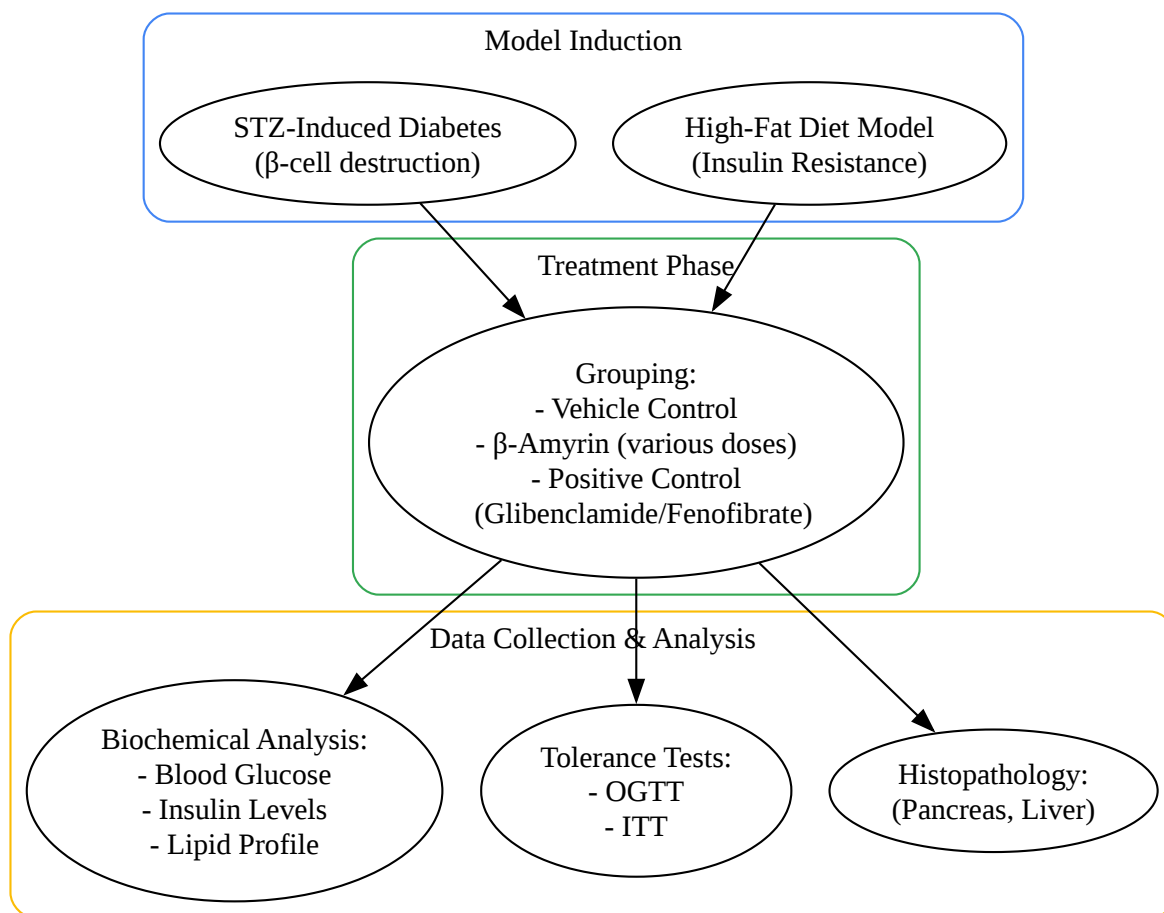 Model Induction
STZ-Induced Diabetes
(β-cell destruction)
High-Fat Diet Model
(Insulin Resistance)
Treatment Phase
Grouping:
- Vehicle Control
- β-Amyrin (various doses)
- Positive Control
(Glibenclamide/Fenofibrate)
Data Collection & Analysis
Biochemical Analysis:
- Blood Glucose
- Insulin Levels
- Lipid Profile
Tolerance Tests:
- OGTT
- ITT
Histopathology:
(Pancreas, Liver)